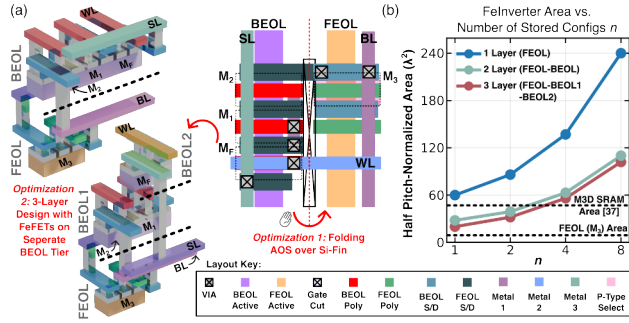 (a)
SL
BEOL
M₁
M_F
M₂
BL
FEOL
M₃
WL
BEOL2
M_F
BEOL1
M₂
SL
BL
M₁
FEOL
M₃
Optimization
2: 3-Layer
Design with
FeFETs on
Seperate
BEOL Tier
BEOL
FEOL
SL
BL
M₂
M₃
M₁
M_F
WL
Optimization 1: Folding
AOS over Si-Fin
(b)
FeInverter Area vs.
Number of Stored Configs n
Half Pitch-Normalized Area (λ²)
240
180
120
60
0
1 Layer (FEOL)
2 Layer (FEOL-BEOL)
3 Layer (FEOL-BEOL1
-BEOL2)
M3D SRAM
Area [37]
FEOL (M₃) Area
1
2
4
8
n
Layout Key:
VIA
BEOL
Active
FEOL
Active
Gate
Cut
BEOL
Poly
FEOL
Poly
BEOL
S/D
FEOL
S/D
Metal
1
Metal
2
Metal
3
P-Type
Select